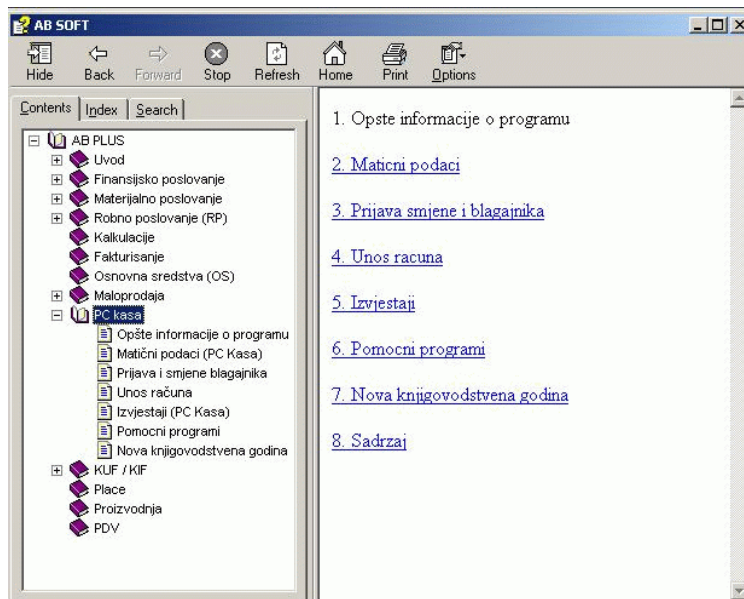 AB SOFT
Hide Back Forward Stop Refresh Home Print Options
Contents Index Search
AB PLUS
Uvod
Finansijsko poslovanje
Materijalno poslovanje
Robno poslovanje (RP)
Kalkulacije
Fakturisanje
Osnovna sredstva (OS)
Maloprodaja
PC kasa
Opšte informacije o programu
Matični podaci (PC Kasa)
Prijava i smjene blagajnika
Unos računa
Izvjestaji (PC Kasa)
Pomocni programi
Nova knjigovodstvena godina
KUF / KIF
Place
Proizvodnja
PDV
1. Opste informacije o programu
2. Maticni podaci
3. Prijava smjene i blagajnika
4. Unos racuna
5. Izvjestaji
6. Pomocni programi
7. Nova knjigovodstvena godina
8. Sadrzaj